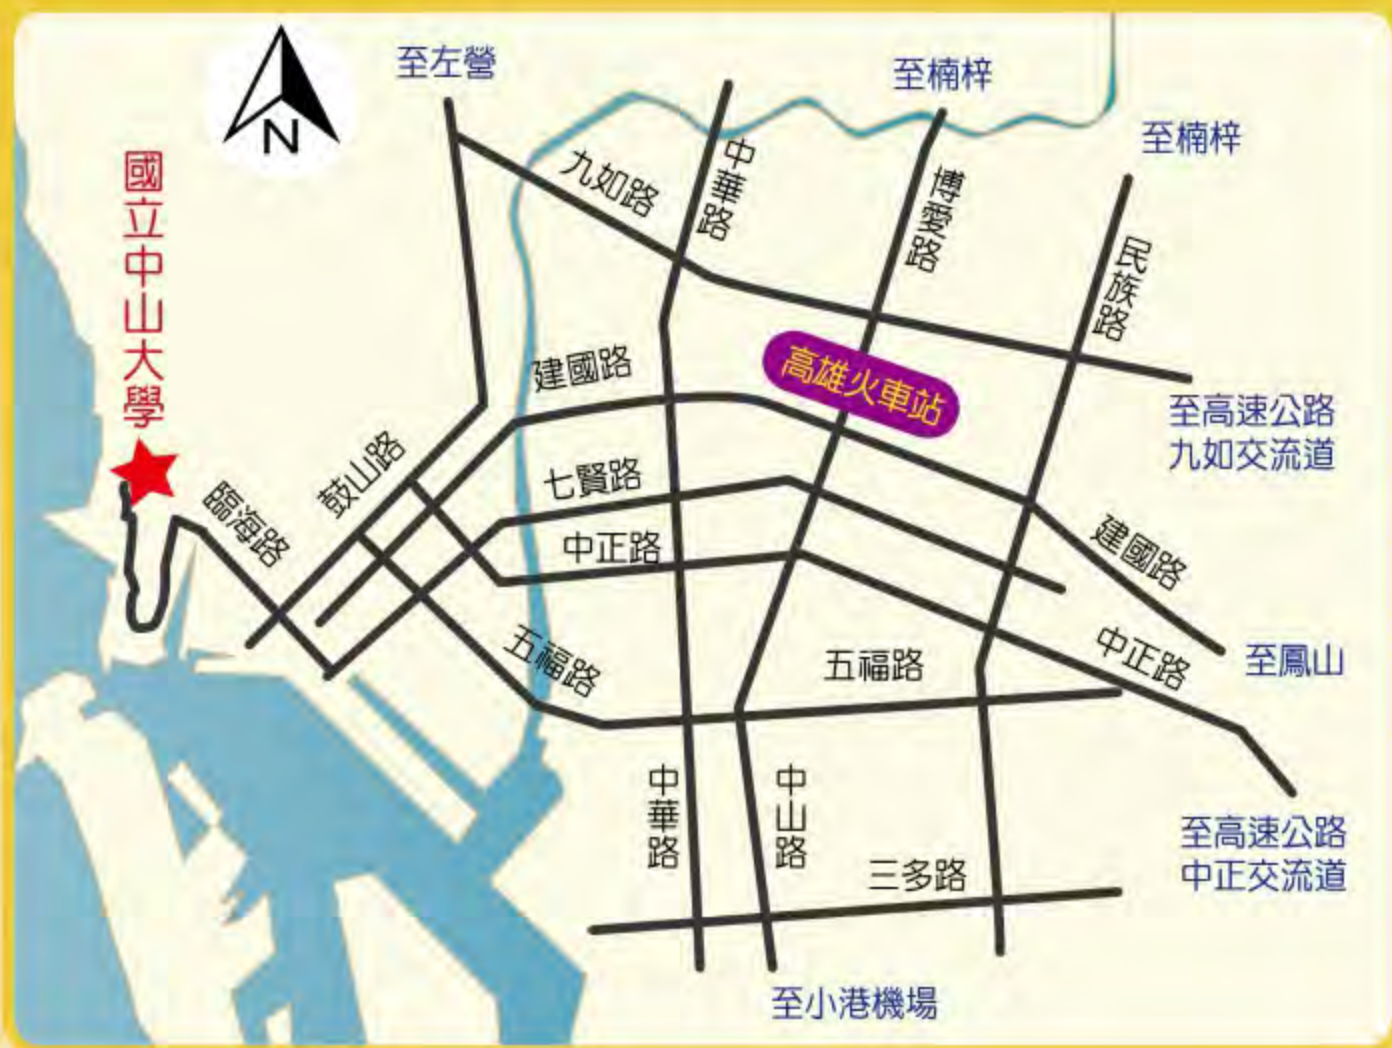 至左營
至楠梓
至楠梓
N
國立中山大學
九如路
中華路
博愛路
民族路
建國路
高雄火車站
至高速公路
九如交流道
鼓山路
七賢路
臨海路
中正路
建國路
五福路
五福路
中正路
至鳳山
中華路
中山路
三多路
至高速公路
中正交流道
至小港機場